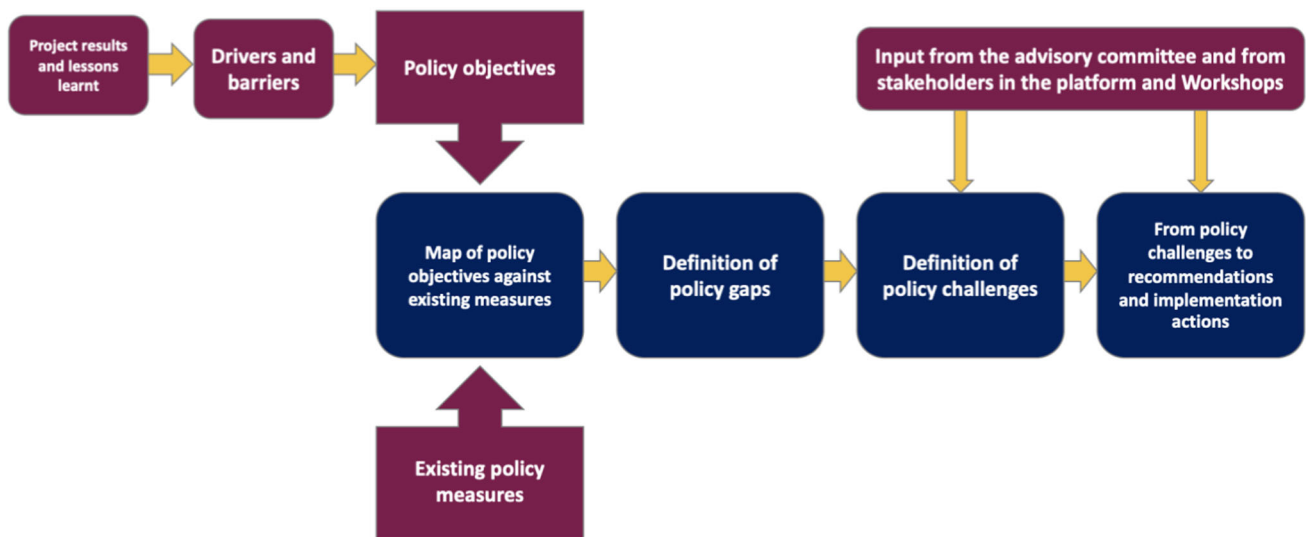 Project results
and lessons
learnt
Drivers and
barriers
Policy objectives
Input from the advisory committee and from
stakeholders in the platform and Workshops
Map of policy
objectives against
existing measures
Definition of
policy gaps
Definition of
policy challenges
From policy
challenges to
recommendations
and implementation
actions
Existing policy
measures